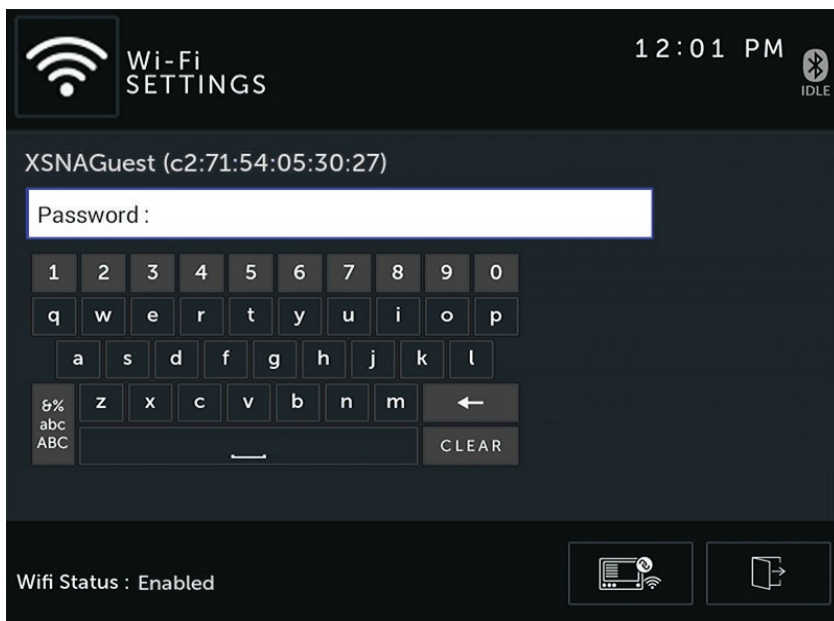 Wi-Fi
SETTINGS
12:01 PM
IDLE
XSNAGuest (c2:71:54:05:30:27)
Password :
1 2 3 4 5 6 7 8 9 0
q w e r t y u i o p
a s d f g h j k l
&%
abc
ABC
z x c v b n m
CLEAR
Wifi Status : Enabled